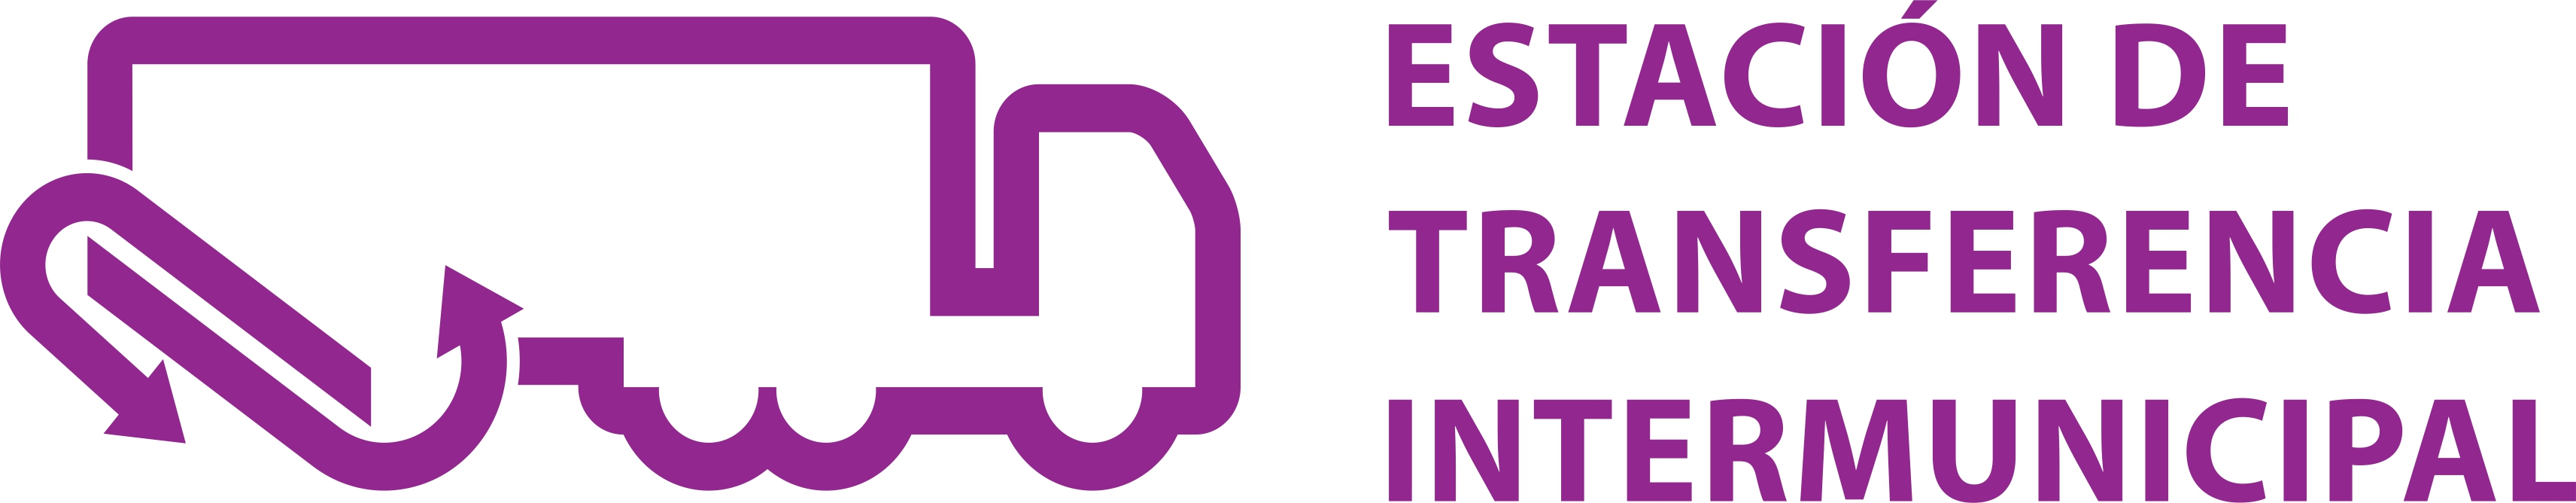 ESTACIÓN DE
TRANSFERENCIA
INTERMUNICIPAL